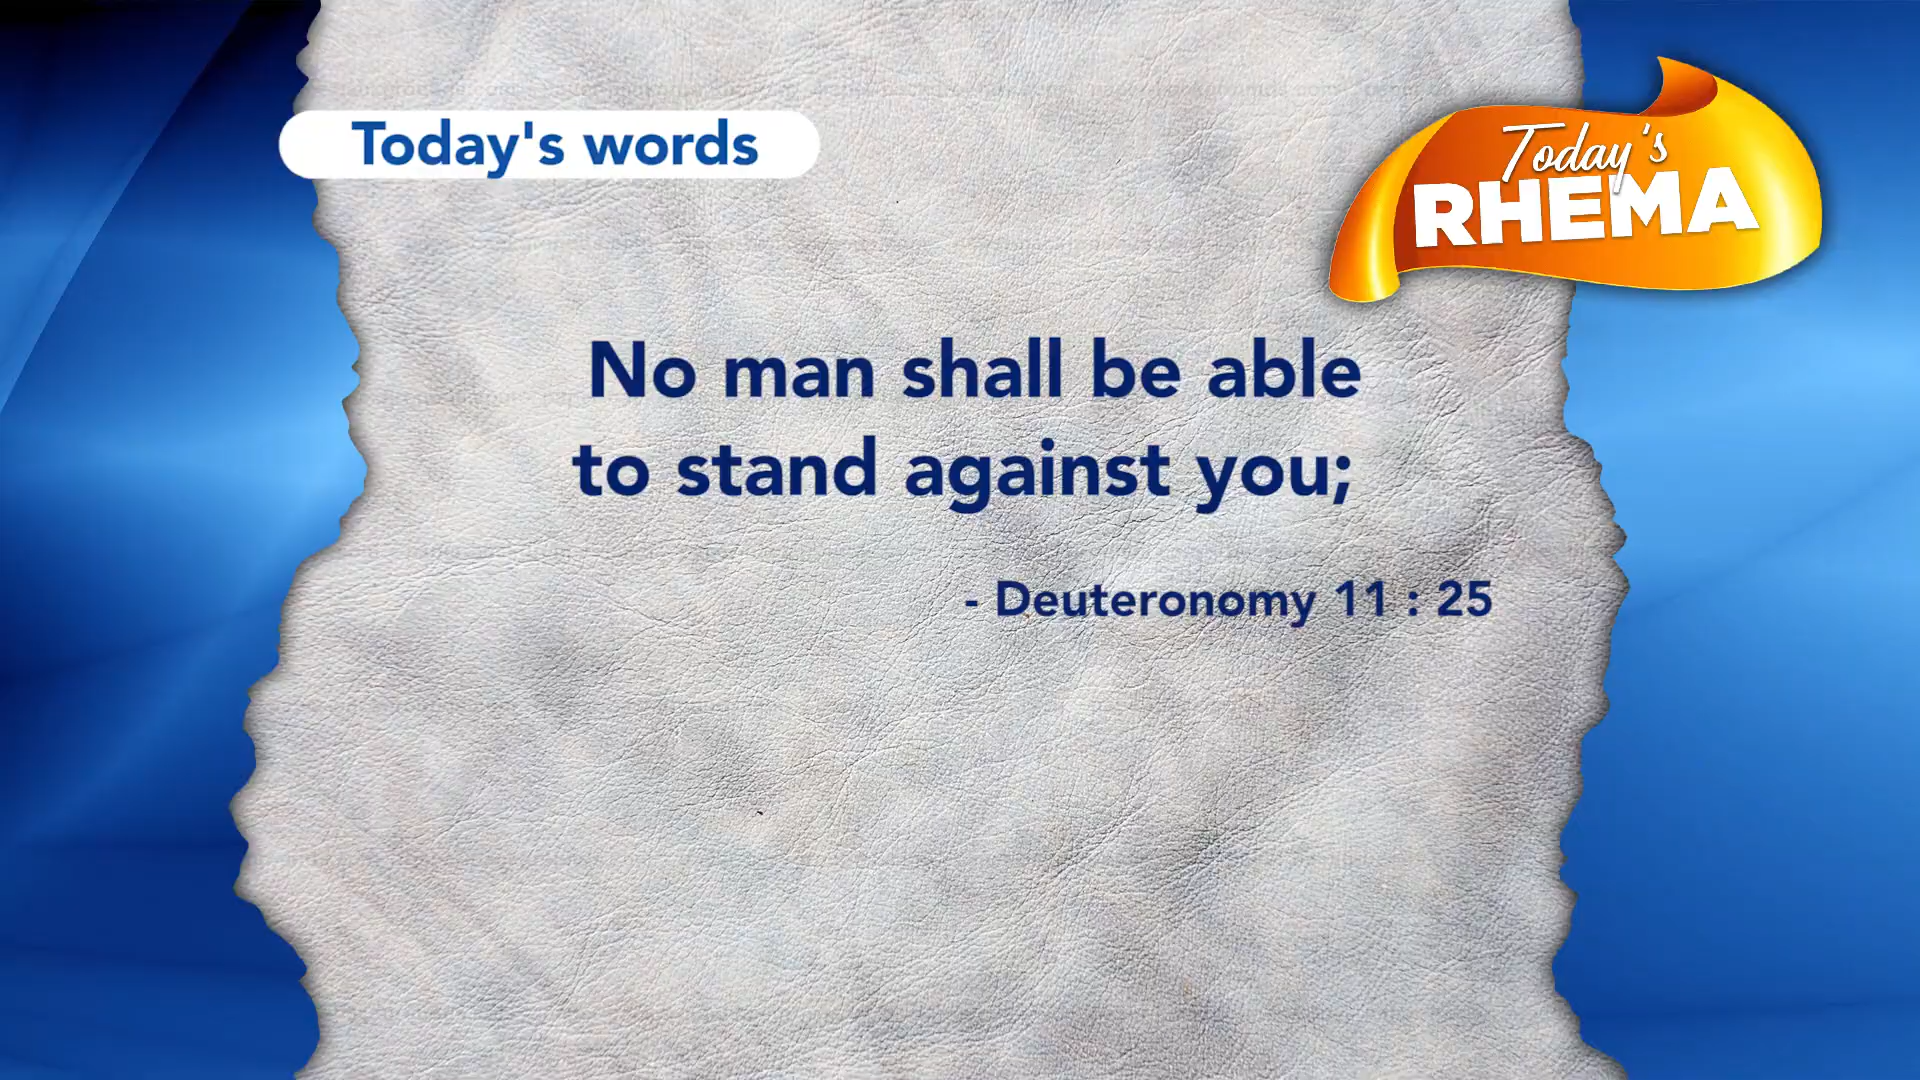 Today's words
Today's
RHEMA
No man shall be able
to stand against you;
- Deuteronomy 11 : 25